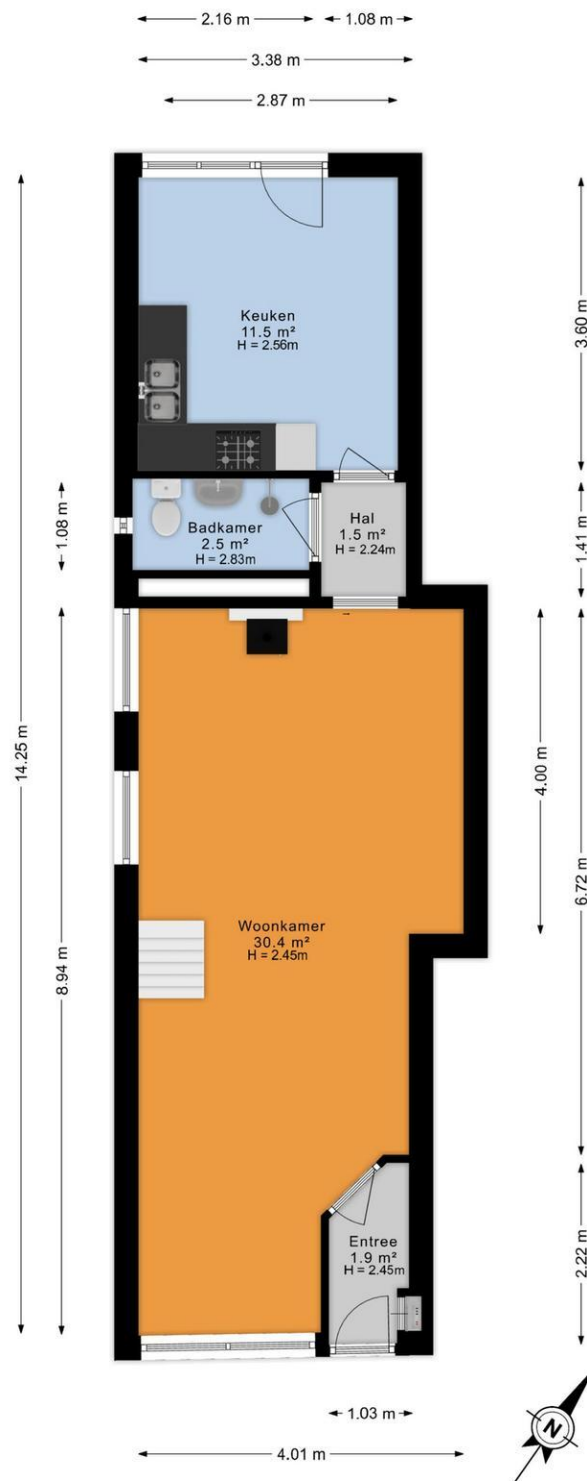 2.16 m
1.08 m
3.38 m
2.87 m
Keuken
11.5 m²
H = 2.56m
3.60 m
14.25 m
1.08 m
Badkamer
2.5 m²
H = 2.83m
Hal
1.5 m²
H = 2.24m
1.41 m
4.00 m
6.72 m
8.94 m
Woonkamer
30.4 m²
H = 2.45m
Entree
1.9 m²
H = 2.45m
2.22 m
1.03 m
4.01 m
N